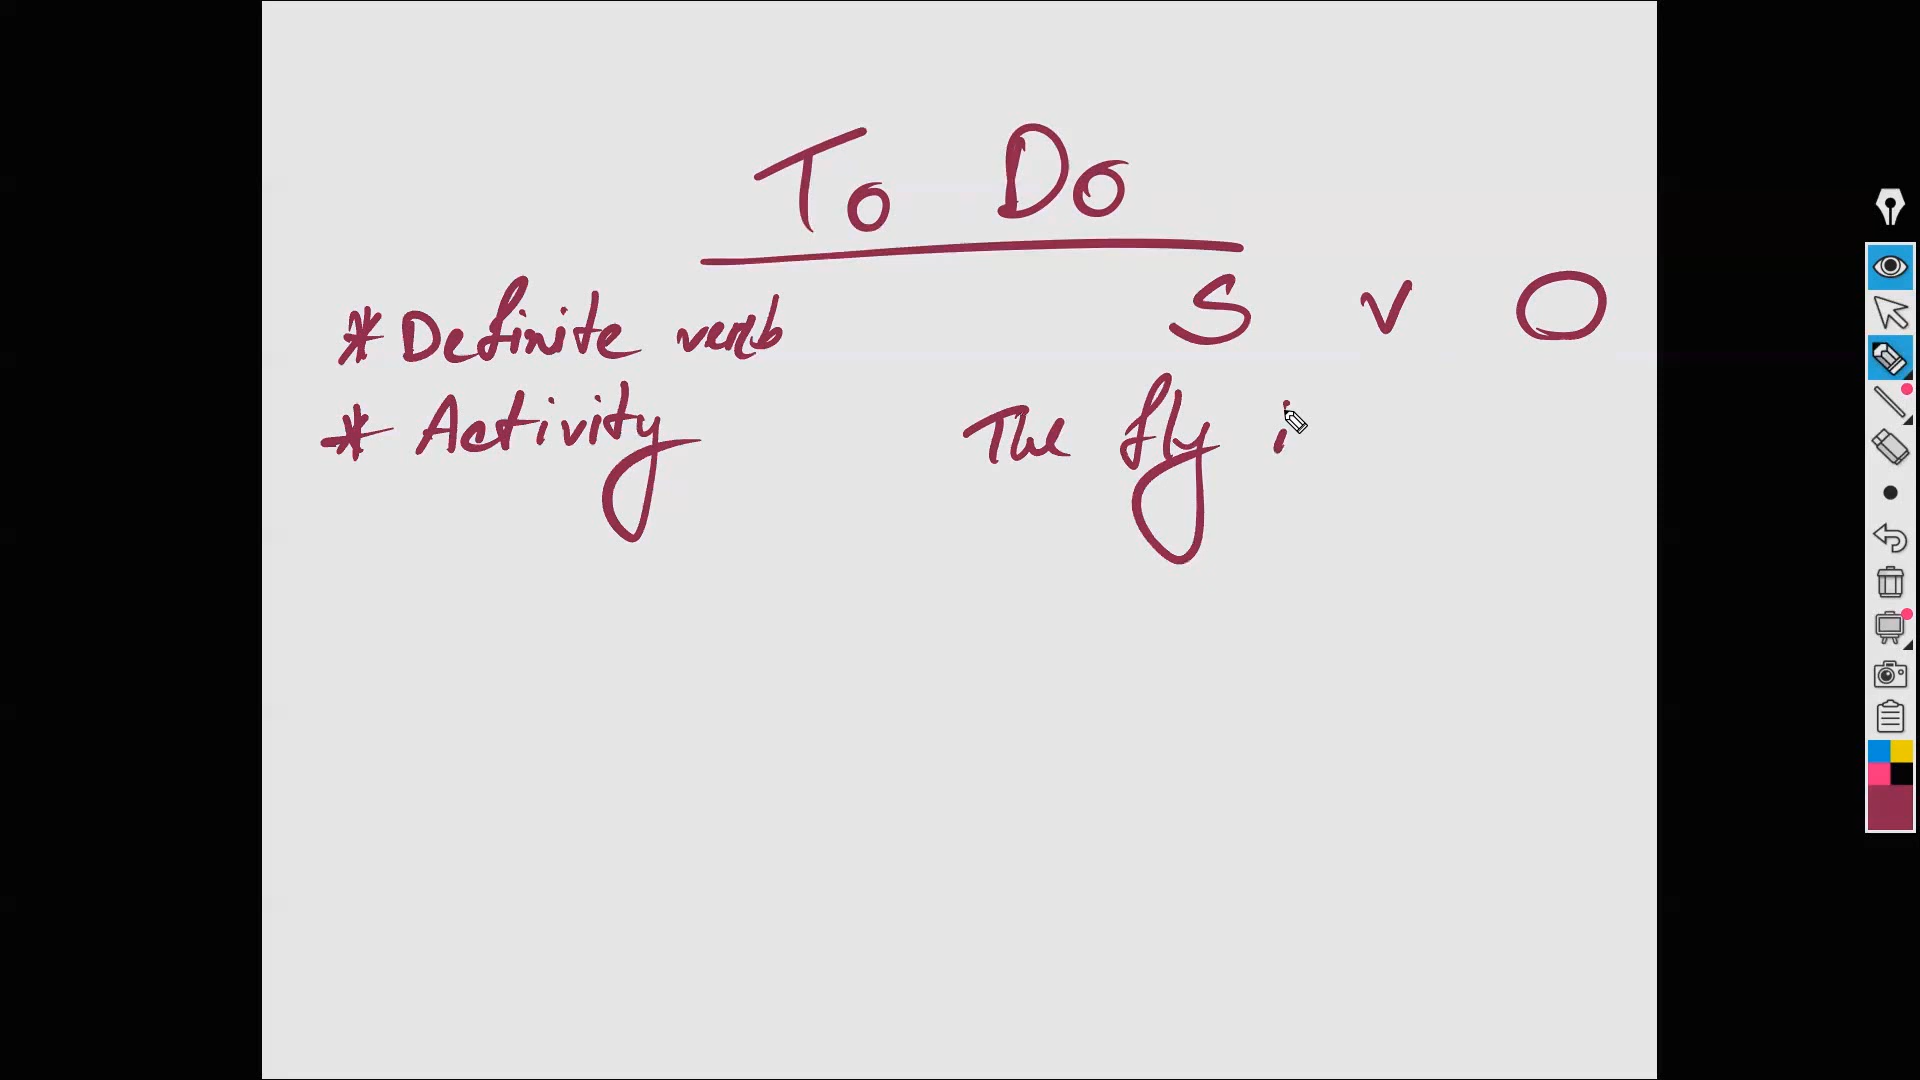 To Do
* Definite verb
S v O
* Activity
The fly i